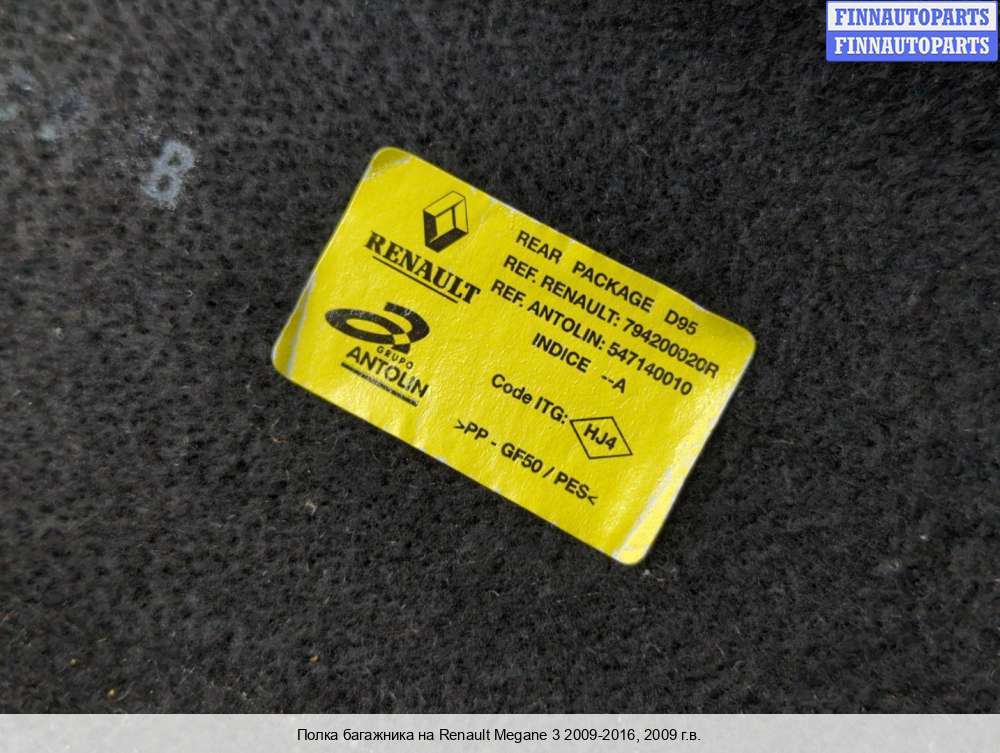 FINNAUTOPARTS
FINNAUTOPARTS
B
RENAULT
GRUPO
ANTOLIN
REAR PACKAGE D95
REF. RENAULT: 794200020R
REF. ANTOLIN: 547140010
INDICE --A
Code ITG: HJ4
>PP - GF50 / PES<
Полка багажника на Renault Megane 3 2009-2016, 2009 г.в.